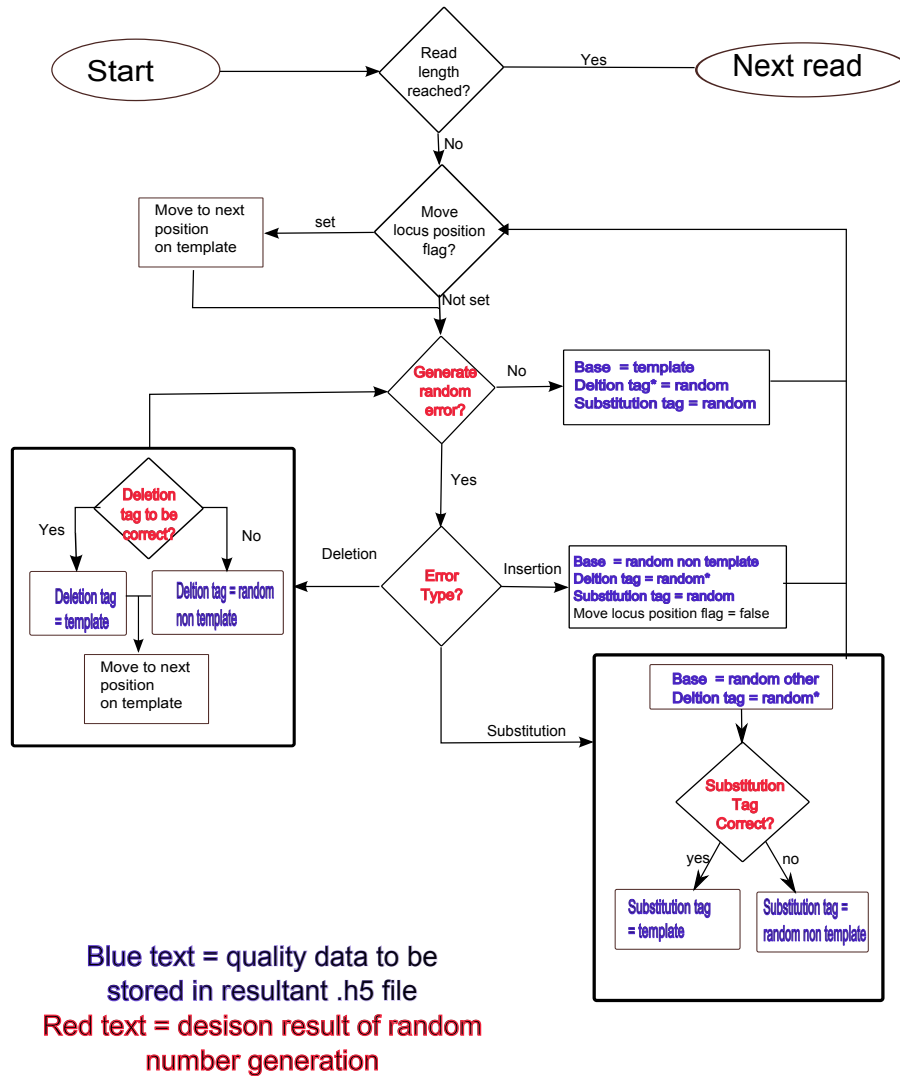 Start
Read
length
reached?
Yes
Next read
No
Move to next
position
on template
set
Move
locus position
flag?
Not set
Generate
random
error?
No
Base = template
Deltion tag* = random
Substitution tag = random
Yes
Deletion
tag to be
correct?
Yes
No
Deletion tag
= template
Deltion tag = random
non template
Move to next
position
on template
Deletion
Error
Type?
Insertion
Base = random non template
Deltion tag = random*
Substitution tag = random
Move locus position flag = false
Substitution
Base = random other
Deltion tag = random*
Substitution
Tag
Correct?
yes
no
Substitution tag
= template
Substitution tag =
random non template
Blue text = quality data to be
stored in resultant .h5 file
Red text = desison result of random
number generation